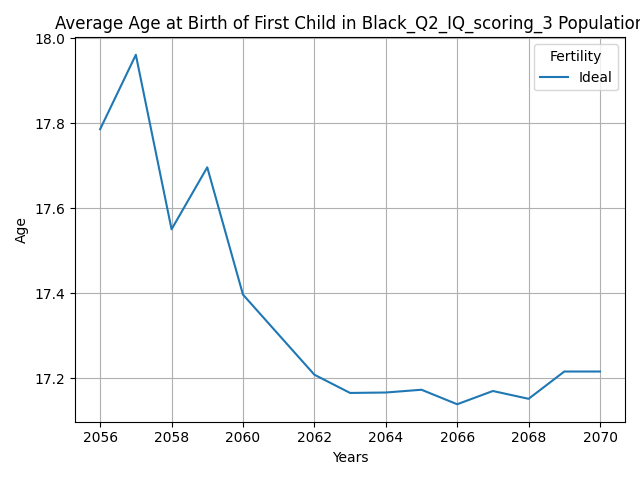 Average Age at Birth of First Child in Black_Q2_IQ_scoring_3 Population
18.0
17.8
17.6
17.4
17.2
Age
Fertility
Ideal
2056 2058 2060 2062 2064 2066 2068 2070
Years